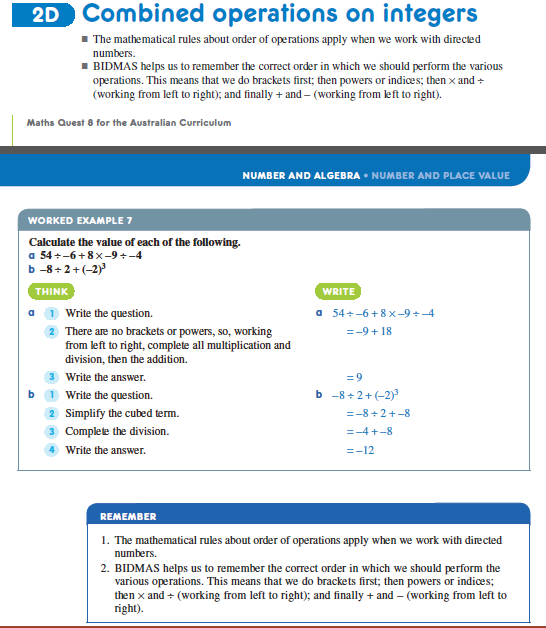 2D Combined operations on integers
■ The mathematical rules about order of operations apply when we work with directed
numbers.
■ BIDMAS helps us to remember the correct order in which we should perform the various
operations. This means that we do brackets first; then powers or indices; then × and ÷
(working from left to right); and finally + and – (working from left to right).
Maths Quest 8 for the Australian Curriculum
NUMBER AND ALGEBRA • NUMBER AND PLACE VALUE
WORKED EXAMPLE 7
Calculate the value of each of the following.
a 54 ÷ –6 + 8 × –9 ÷ –4
b –8 ÷ 2 + (–2)³
THINK WRITE
a 1 Write the question. a 54 ÷ –6 + 8 × –9 ÷ –4
2 There are no brackets or powers, so, working = –9 + 18
from left to right, complete all multiplication and
division, then the addition.
3 Write the answer. = 9
b 1 Write the question. b –8 ÷ 2 + (–2)³
2 Simplify the cubed term. = –8 ÷ 2 + –8
3 Complete the division. = –4 + –8
4 Write the answer. = –12
REMEMBER
1. The mathematical rules about order of operations apply when we work with directed
numbers.
2. BIDMAS helps us to remember the correct order in which we should perform the
various operations. This means that we do brackets first; then powers or indices;
then × and ÷ (working from left to right); and finally + and – (working from left to
right).